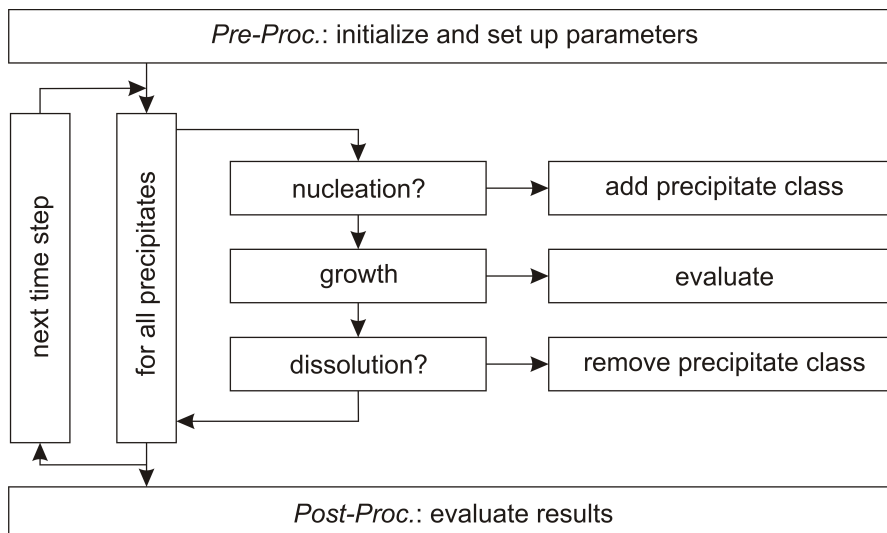 Pre-Proc.: initialize and set up parameters
next time step
for all precipitates
nucleation?
add precipitate class
growth
evaluate
dissolution?
remove precipitate class
Post-Proc.: evaluate results